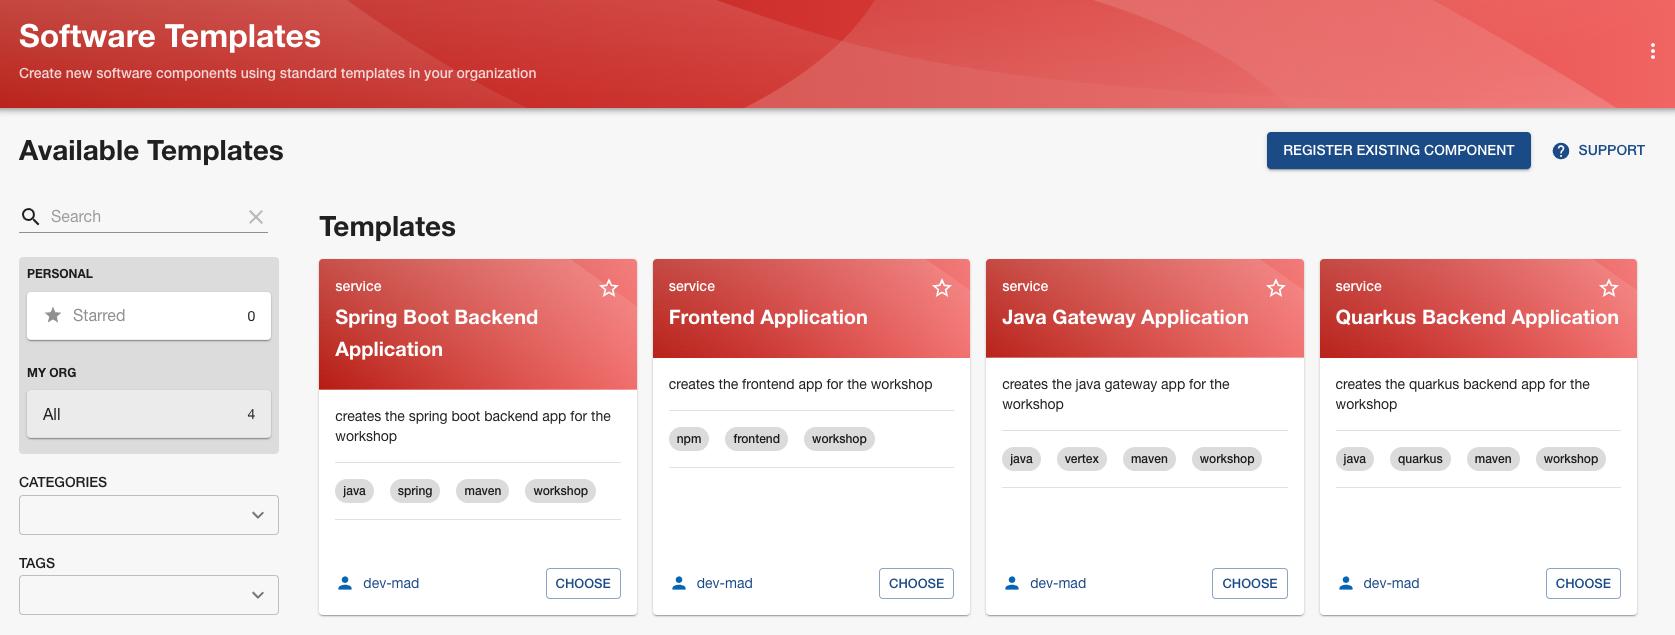 Software Templates
Create new software components using standard templates in your organization
Available Templates
REGISTER EXISTING COMPONENT
SUPPORT
Search
PERSONAL
Starred 0
MY ORG
All 4
CATEGORIES
TAGS
Templates
service
Spring Boot Backend
Application
creates the spring boot backend app for the
workshop
java spring maven workshop
dev-mad CHOOSE
service
Frontend Application
creates the frontend app for the workshop
npm frontend workshop
dev-mad CHOOSE
service
Java Gateway Application
creates the java gateway app for the
workshop
java vertex maven workshop
dev-mad CHOOSE
service
Quarkus Backend Application
creates the quarkus backend app for the
workshop
java quarkus maven workshop
dev-mad CHOOSE